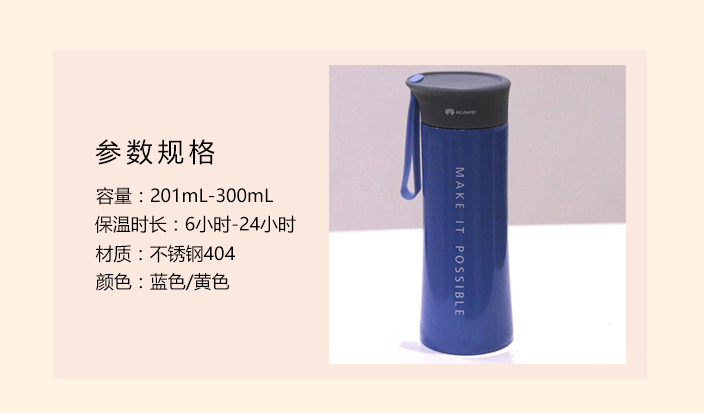 参数规格
容量：201mL-300mL
保温时长：6小时-24小时
材质：不锈钢404
颜色：蓝色/黄色
HUAWEI
MAKE IT POSSIBLE